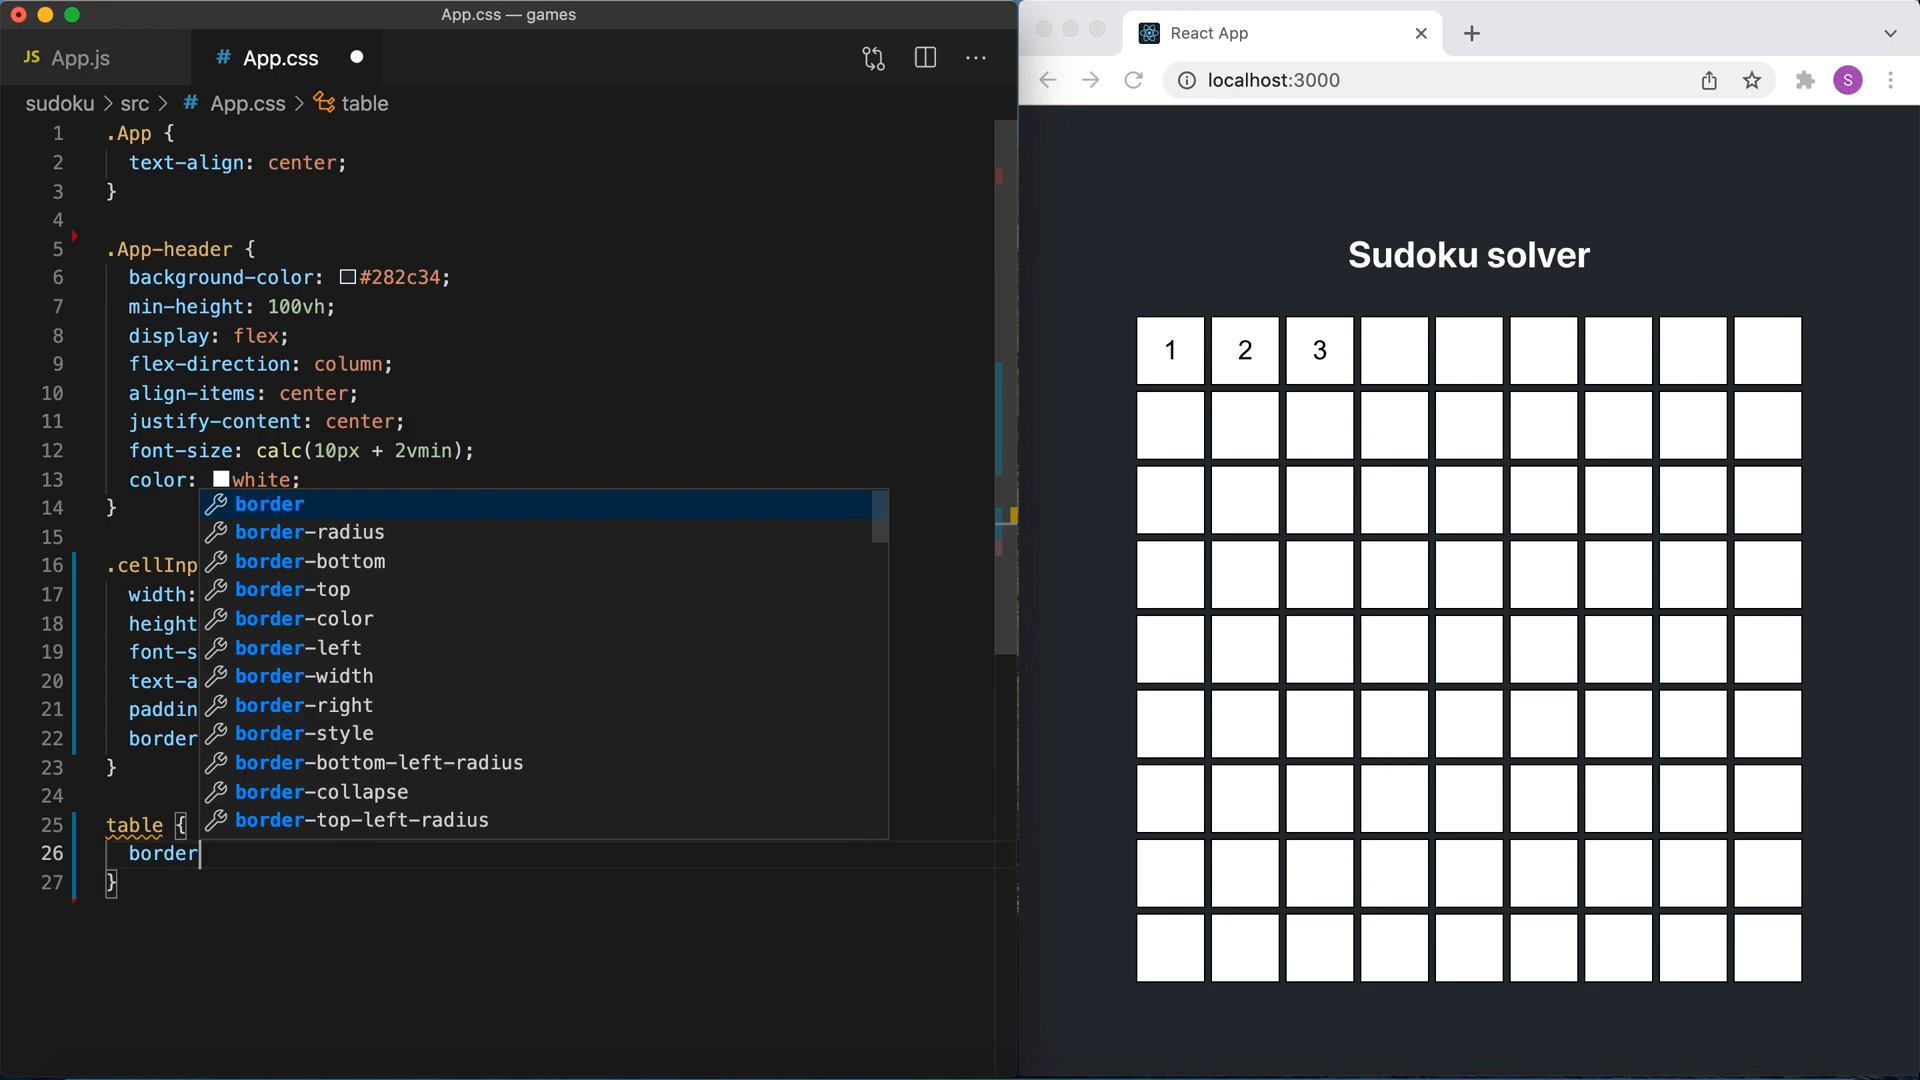 App.css — games
JS App.js
# App.css
sudoku > src > # App.css > table
1 .App {
2 text-align: center;
3 }
4
5 .App-header {
6 background-color: #282c34;
7 min-height: 100vh;
8 display: flex;
9 flex-direction: column;
10 align-items: center;
11 justify-content: center;
12 font-size: calc(10px + 2vmin);
13 color: white;
14 }
15
16 .cellInp
17 width:
18 height
19 font-s
20 text-a
21 paddin
22 border
23 }
24
25 table {
26 border
27 }
border
border-radius
border-bottom
border-top
border-color
border-left
border-width
border-right
border-style
border-bottom-left-radius
border-collapse
border-top-left-radius
React App
localhost:3000
S
Sudoku solver
1 2 3